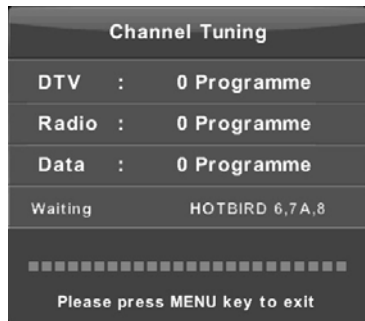 Channel Tuning
DTV : 0 Programme
Radio : 0 Programme
Data : 0 Programme
Waiting HOTBIRD 6,7A,8
Please press MENU key to exit